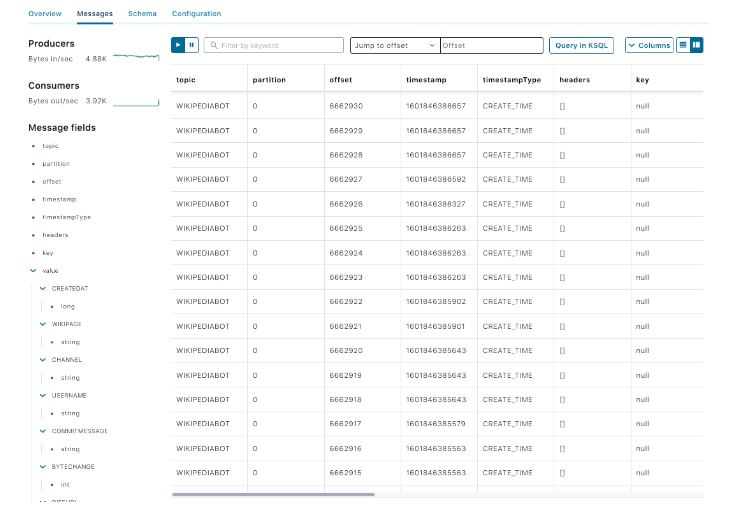 Overview Messages Schema Configuration
Producers
Bytes in/sec 4.88K
Consumers
Bytes out/sec 3.92K
Message fields
topic
partition
offset
timestamp
timestampType
headers
key
value
CREATEDAT
long
WIKIPAGE
string
CHANNEL
string
USERNAME
string
COMMITMESSAGE
string
BYTECHANGE
int
Filter by keyword Jump to offset Offset Query in KSQL Columns
topic partition offset timestamp timestampType headers key
WIKIPEDIABOT 0 6662930 1601846386657 CREATE_TIME [] null
WIKIPEDIABOT 0 6662929 1601846386657 CREATE_TIME [] null
WIKIPEDIABOT 0 6662928 1601846386657 CREATE_TIME [] null
WIKIPEDIABOT 0 6662927 1601846386592 CREATE_TIME [] null
WIKIPEDIABOT 0 6662926 1601846386327 CREATE_TIME [] null
WIKIPEDIABOT 0 6662925 1601846386263 CREATE_TIME [] null
WIKIPEDIABOT 0 6662924 1601846386263 CREATE_TIME [] null
WIKIPEDIABOT 0 6662923 1601846386263 CREATE_TIME [] null
WIKIPEDIABOT 0 6662922 1601846385902 CREATE_TIME [] null
WIKIPEDIABOT 0 6662921 1601846385901 CREATE_TIME [] null
WIKIPEDIABOT 0 6662920 1601846385643 CREATE_TIME [] null
WIKIPEDIABOT 0 6662919 1601846385643 CREATE_TIME [] null
WIKIPEDIABOT 0 6662918 1601846385643 CREATE_TIME [] null
WIKIPEDIABOT 0 6662917 1601846385579 CREATE_TIME [] null
WIKIPEDIABOT 0 6662916 1601846385563 CREATE_TIME [] null
WIKIPEDIABOT 0 6662915 1601846385563 CREATE_TIME [] null